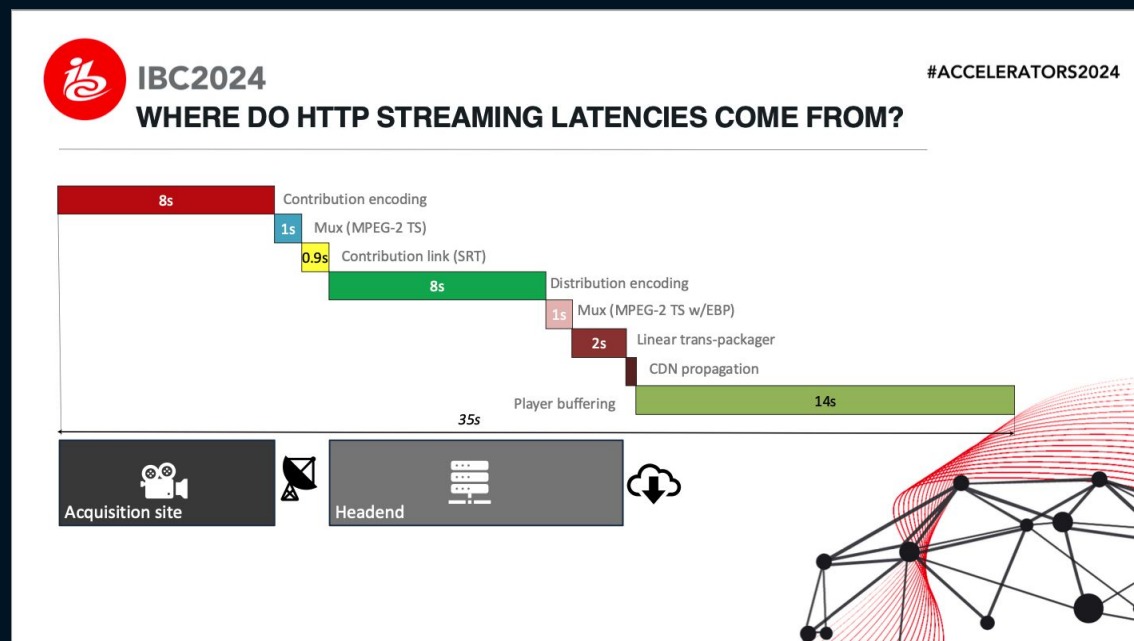 IBC2024
#ACCELERATORS2024
WHERE DO HTTP STREAMING LATENCIES COME FROM?
8s Contribution encoding
1s Mux (MPEG-2 TS)
0.9s Contribution link (SRT)
8s Distribution encoding
1s Mux (MPEG-2 TS w/EBP)
2s Linear trans-packager
CDN propagation
Player buffering 14s
35s
Acquisition site
Headend